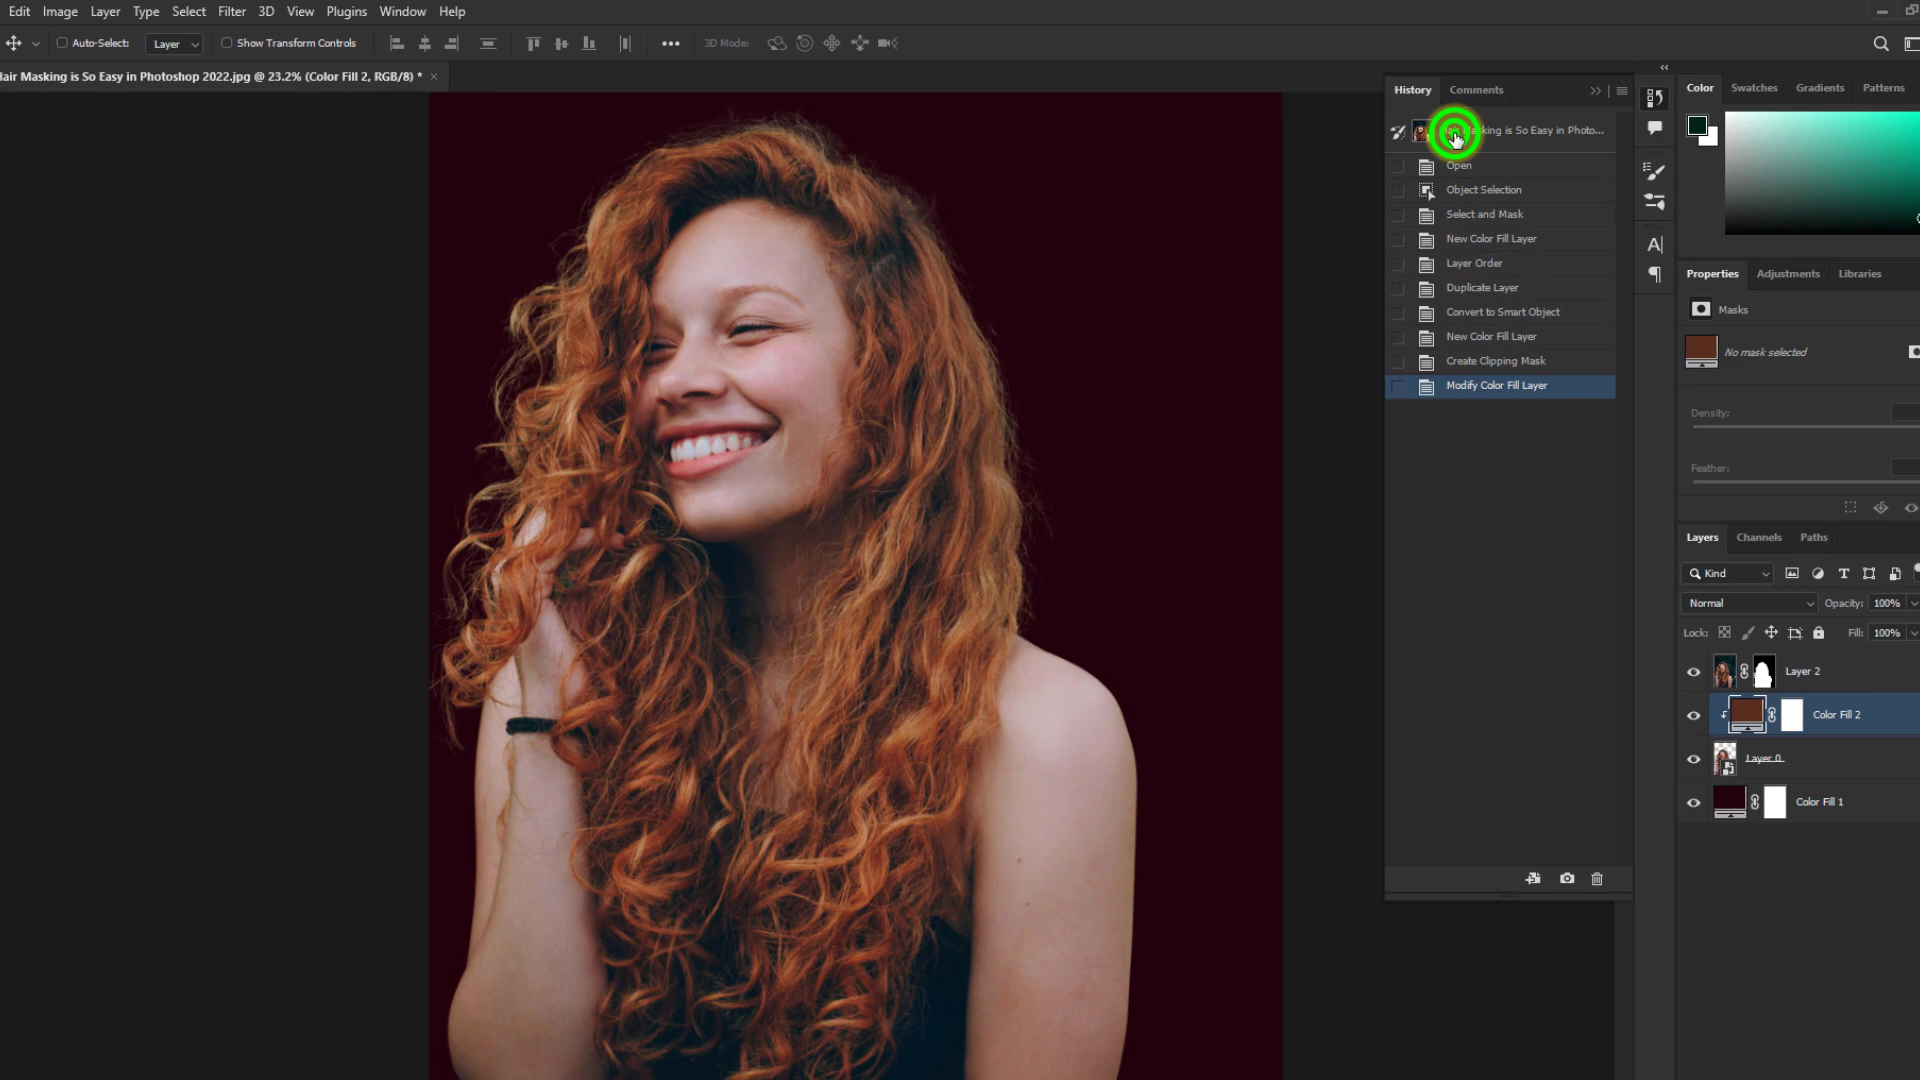 Edit Image Layer Type Select Filter 3D View Plugins Window Help
Auto-Select: Layer Show Transform Controls 3D Mode:
Hair Masking is So Easy in Photoshop 2022.jpg @ 23.2% (Color Fill 2, RGB/8) * ×
History Comments
Masking is So Easy in Photo...
Open
Object Selection
Select and Mask
New Color Fill Layer
Layer Order
Duplicate Layer
Convert to Smart Object
New Color Fill Layer
Create Clipping Mask
Modify Color Fill Layer
Color Swatches Gradients Patterns
Properties Adjustments Libraries
Masks
No mask selected
Density:
Feather:
Layers Channels Paths
Kind
Normal Opacity: 100%
Lock: Fill: 100%
Layer 2
Color Fill 2
Layer 0
Color Fill 1